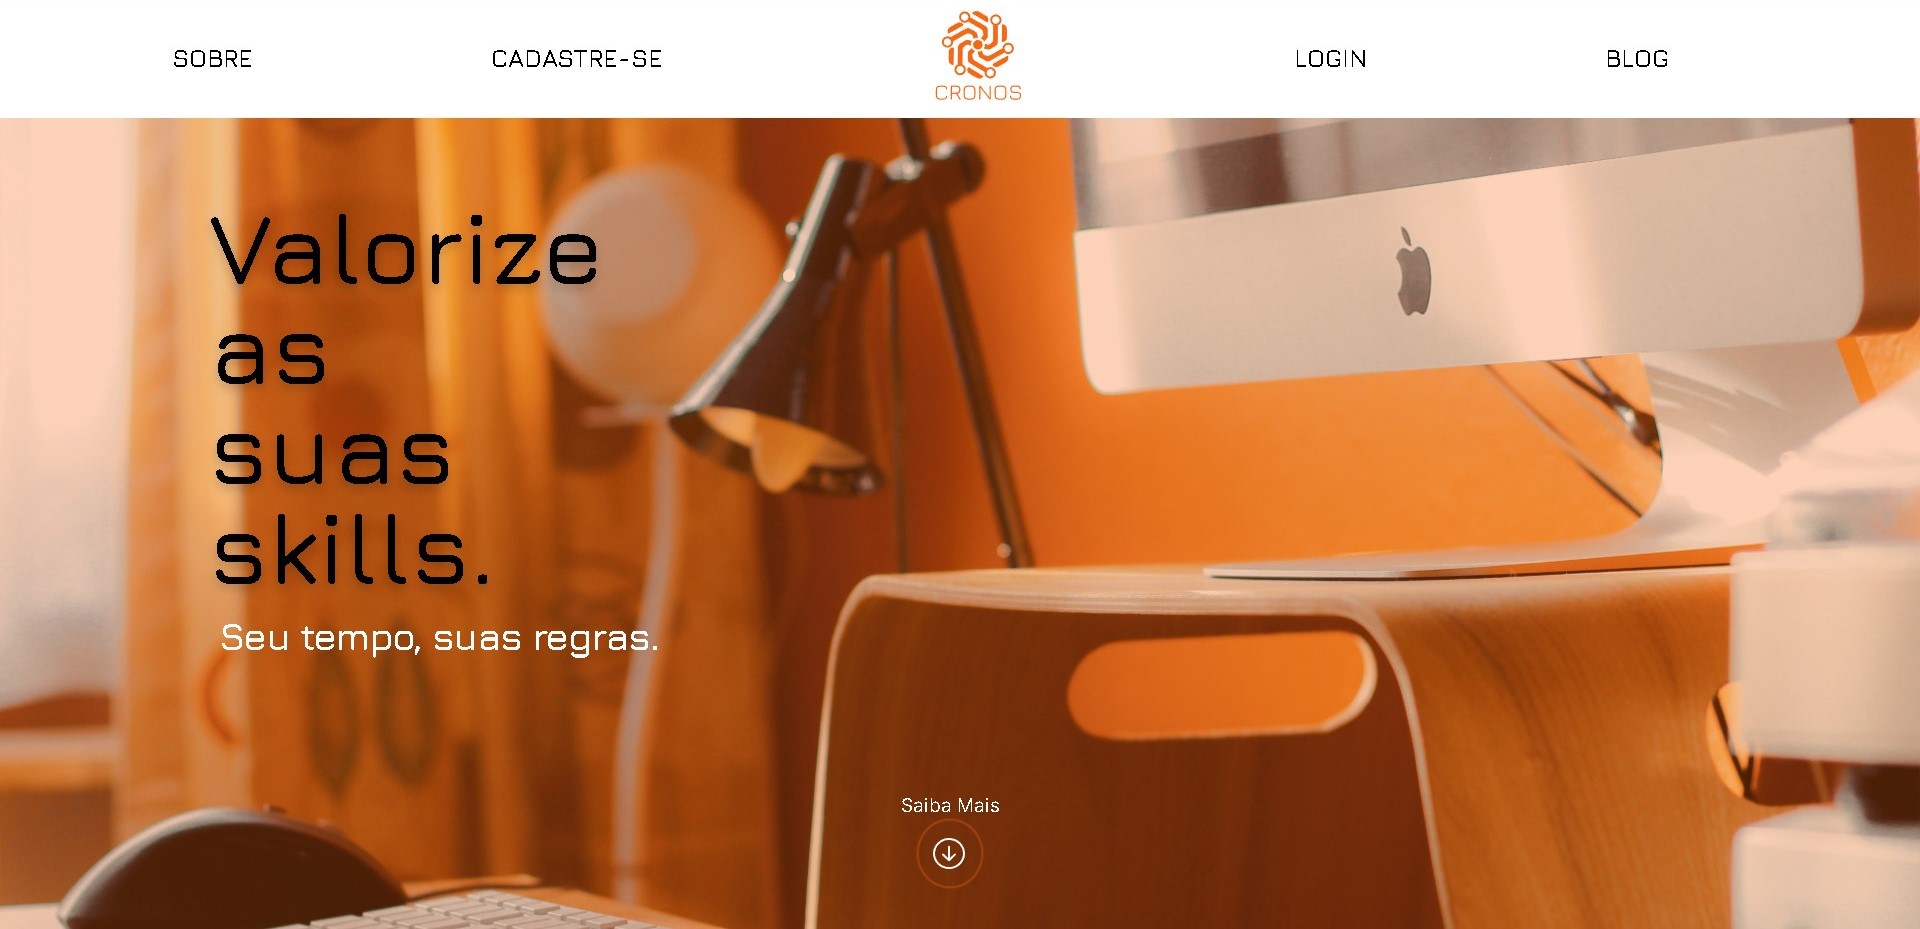 SOBRE
CADASTRE-SE
CRONOS
LOGIN
BLOG
Valorize
as
suas
skills.
Seu tempo, suas regras.
Saiba Mais